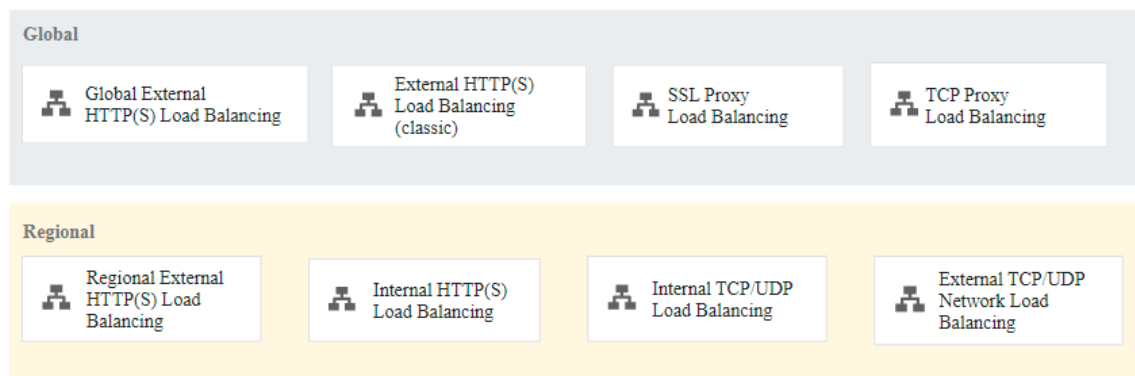 Global
Global External
HTTP(S) Load Balancing
External HTTP(S)
Load Balancing
(classic)
SSL Proxy
Load Balancing
TCP Proxy
Load Balancing
Regional
Regional External
HTTP(S) Load
Balancing
Internal HTTP(S)
Load Balancing
Internal TCP/UDP
Load Balancing
External TCP/UDP
Network Load
Balancing